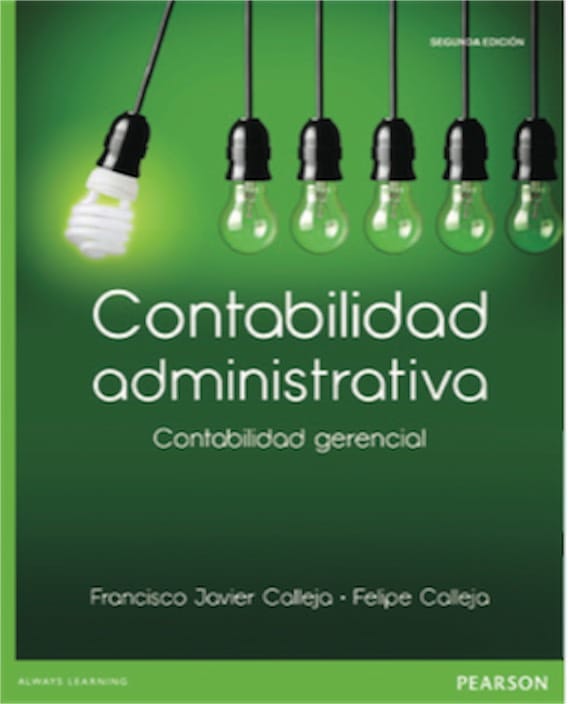 SEGUNDA EDICIÓN
Contabilidad
administrativa
Contabilidad gerencial
Francisco Javier Calleja • Felipe Calleja
ALWAYS LEARNING
PEARSON